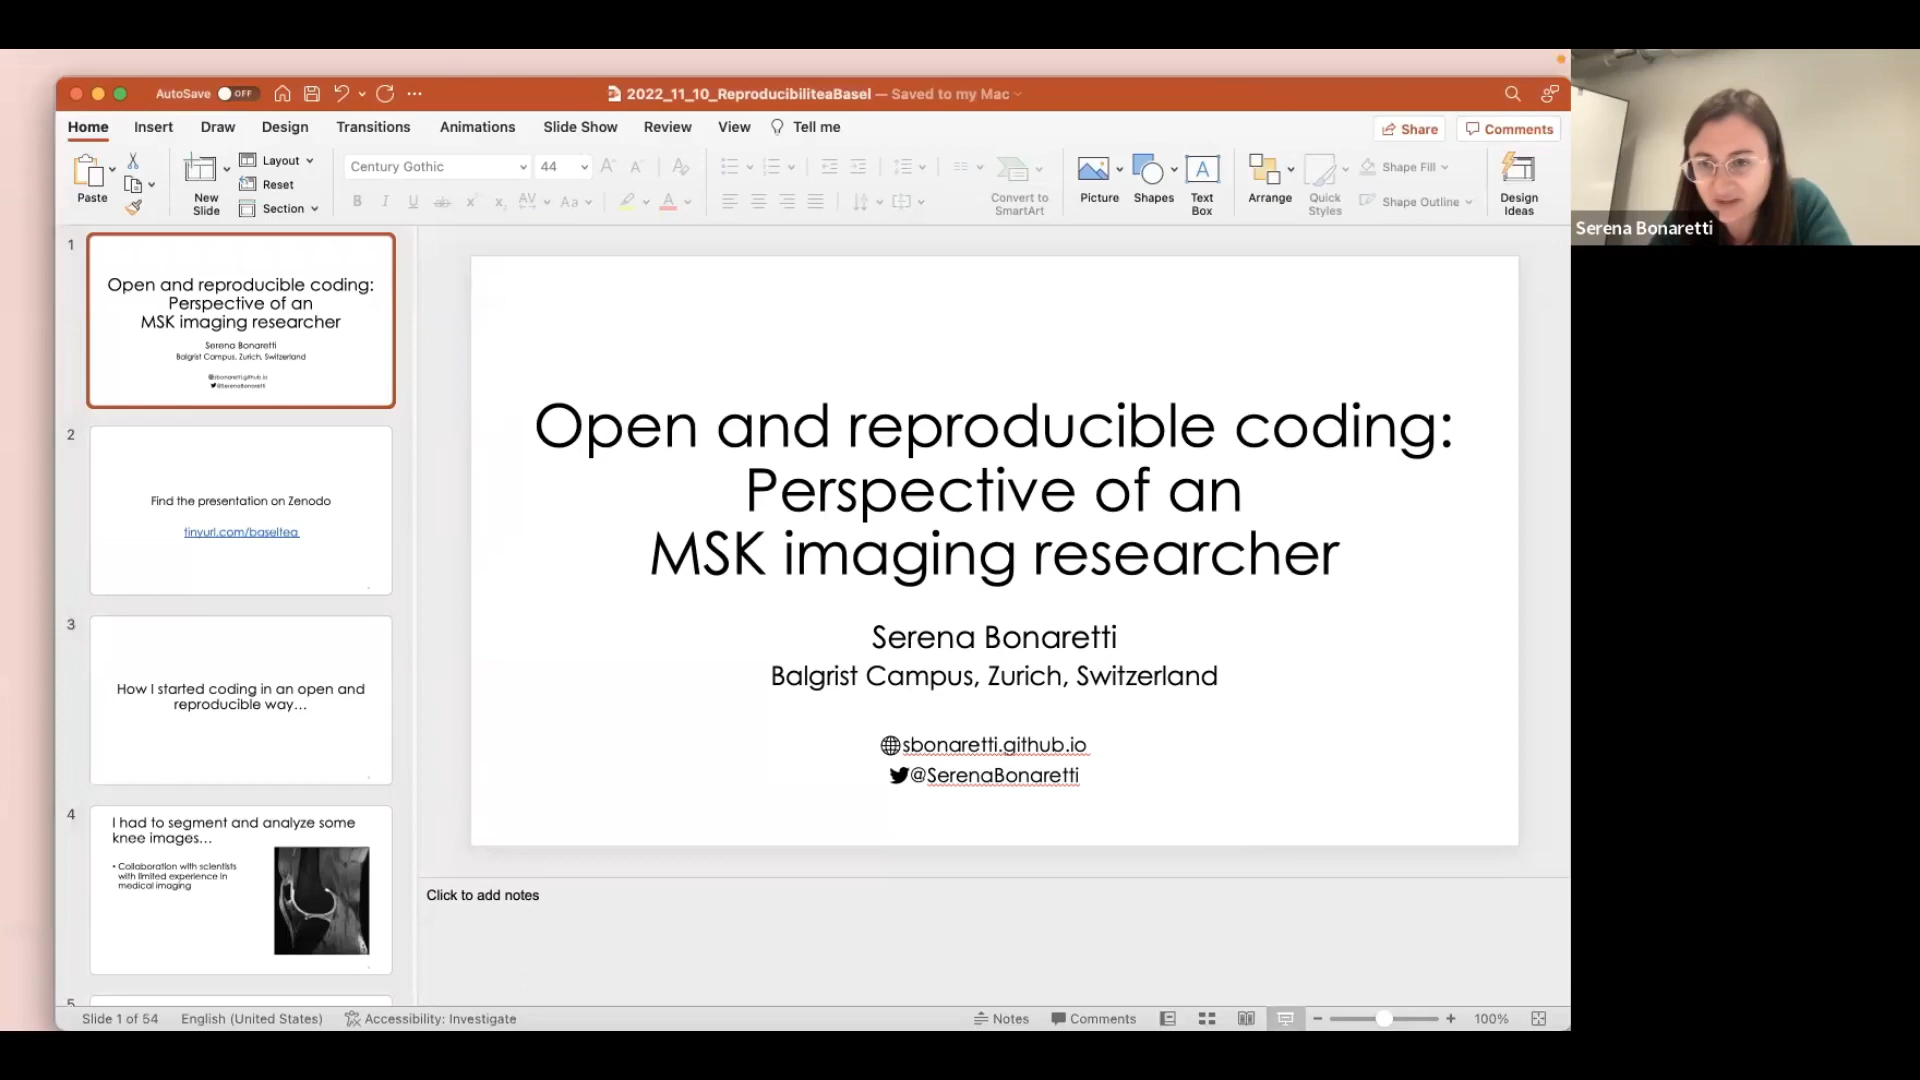 AutoSave OFF
2022_11_10_ReproducibiliteaBasel — Saved to my Mac
Home Insert Draw Design Transitions Animations Slide Show Review View Tell me
Share Comments
Paste
New
Slide
Layout
Reset
Section
Century Gothic 44
Convert to
SmartArt
Picture
Shapes
Text
Box
Arrange
Quick
Styles
Shape Fill
Shape Outline
Design
Ideas
Serena Bonaretti
1
Open and reproducible coding:
Perspective of an
MSK imaging researcher
Serena Bonaretti
Balgrist Campus, Zurich, Switzerland
sbonaretti.github.io
@SerenaBonaretti
2
Find the presentation on Zenodo
tinyurl.com/baseltea
3
How I started coding in an open and
reproducible way...
4
I had to segment and analyze some
knee images...
• Collaboration with scientists
with limited experience in
medical imaging
5
Open and reproducible coding:
Perspective of an
MSK imaging researcher
Serena Bonaretti
Balgrist Campus, Zurich, Switzerland
sbonaretti.github.io
@SerenaBonaretti
Click to add notes
Slide 1 of 54 English (United States) Accessibility: Investigate
Notes Comments 100%